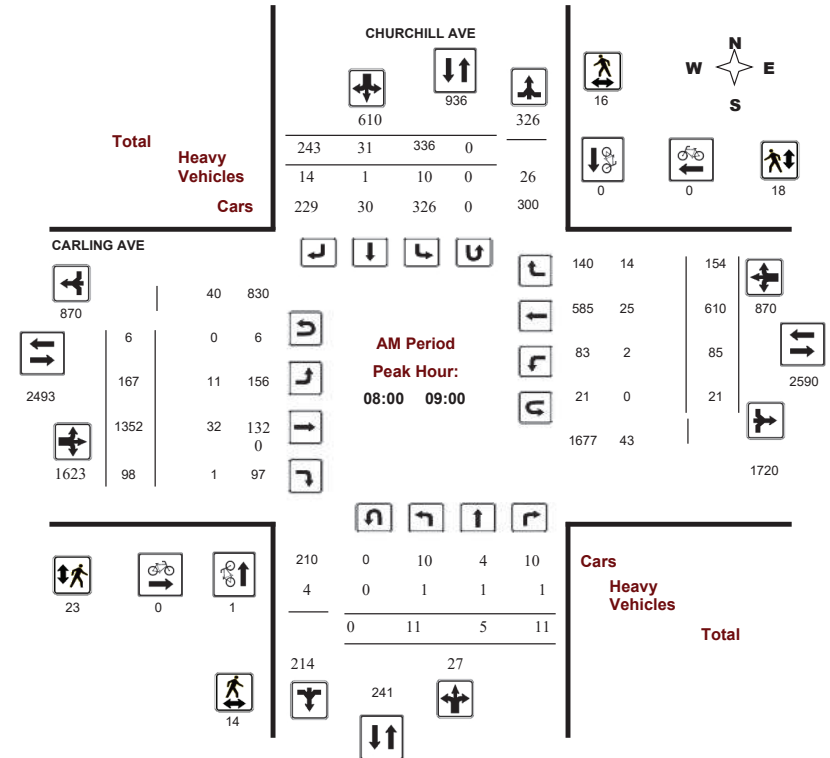 CHURCHILL AVE
N
W E
S
936
16
610 326
Total 243 31 336 0
Heavy
Vehicles 14 1 10 0 26
Cars 229 30 326 0 300
0 0 18
CARLING AVE
870 40 830
140 14 154
585 25 610 870
6 0 6
AM Period
83 2 85
2493 167 11 156
Peak Hour:
2590
08:00 09:00
21 0 21
1352 32 132
0
1677 43
1623 98 1 97
1720
210 0 10 4 10 Cars
4 0 1 1 1 Heavy
Vehicles
23 0 1
0 11 5 11 Total
214 27
241
14